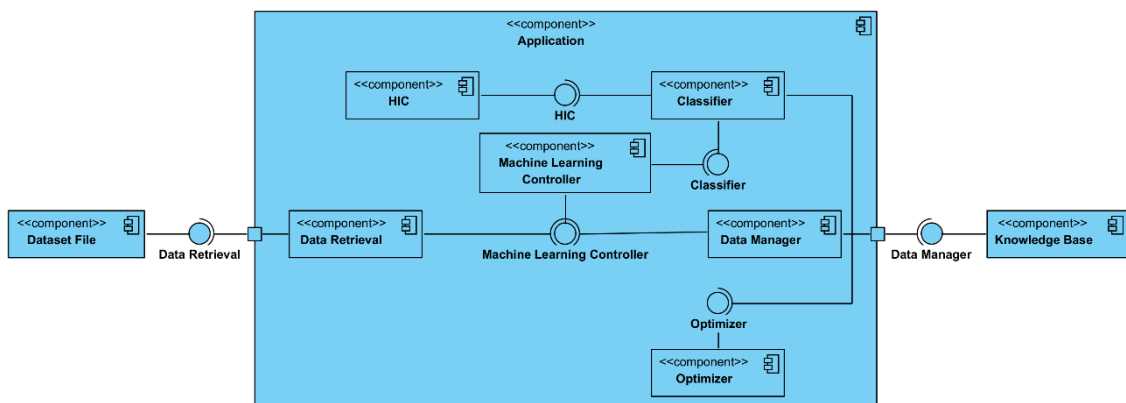 <<component>>
Application
<<component>>
HIC
HIC
<<component>>
Classifier
<<component>>
Machine Learning
Controller
Classifier
<<component>>
Dataset File
Data Retrieval
<<component>>
Data Retrieval
Machine Learning Controller
<<component>>
Data Manager
Data Manager
<<component>>
Knowledge Base
Optimizer
<<component>>
Optimizer